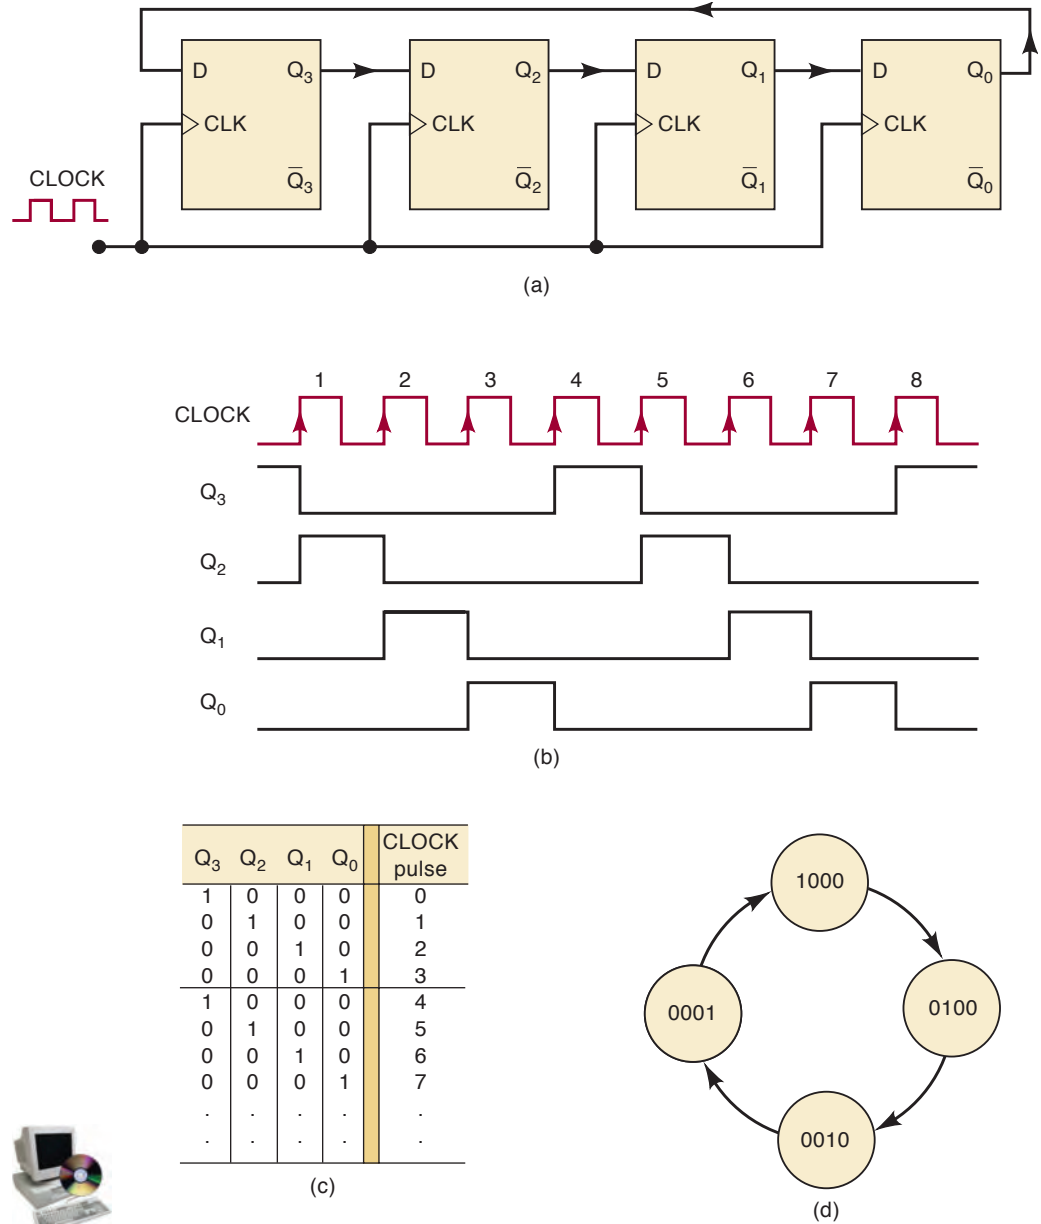 D Q3 D Q2 D Q1 D Q0
CLK CLK CLK CLK
CLOCK Q̅3 Q̅2 Q̅1 Q̅0
(a)
1 2 3 4 5 6 7 8
CLOCK
Q3
Q2
Q1
Q0
(b)
Q3 Q2 Q1 Q0 CLOCK pulse
1 0 0 0 0
0 1 0 0 1
0 0 1 0 2
0 0 0 1 3
1 0 0 0 4
0 1 0 0 5
0 0 1 0 6
0 0 0 1 7
. . . . .
. . . . .
(c)
1000
0001 0100
0010
(d)